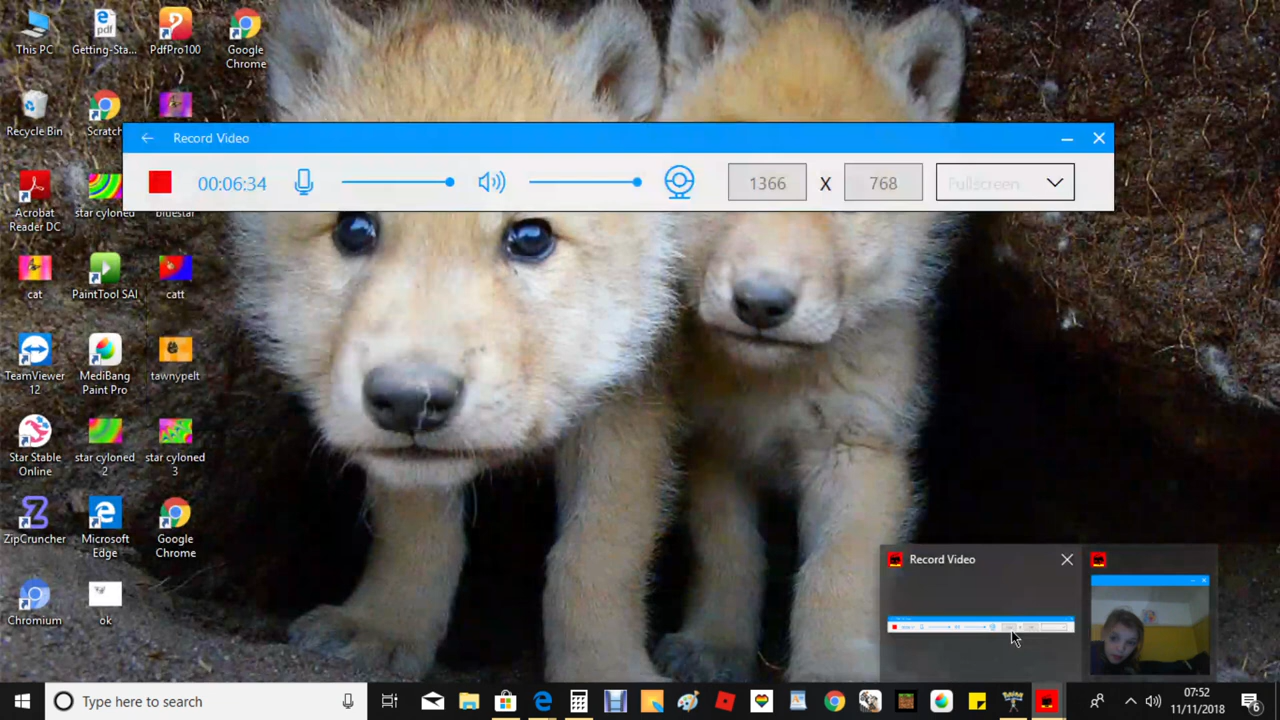 This PC
Getting-Sta...
PdfPro100
Google
Chrome
Recycle Bin
Scratch
Record Video
00:06:34
1366
X
768
Fullscreen
Acrobat
Reader DC
star cyloned
bluestar
cat
PaintTool SAI
catt
TeamViewer
12
MediBang
Paint Pro
tawnypelt
Star Stable
Online
star cyloned
2
star cyloned
3
ZipCruncher
Microsoft
Edge
Google
Chrome
Chromium
ok
Record Video
Type here to search
07:52
11/11/2018
6